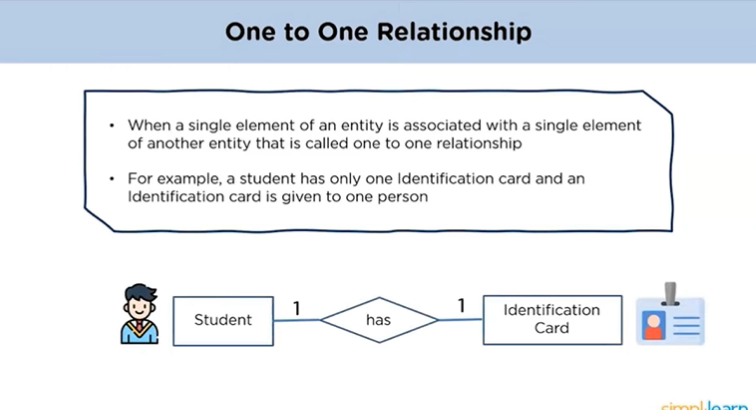 One to One Relationship
• When a single element of an entity is associated with a single element
of another entity that is called one to one relationship
• For example, a student has only one Identification card and an
Identification card is given to one person
Student
1
has
1
Identification
Card
simplilearn